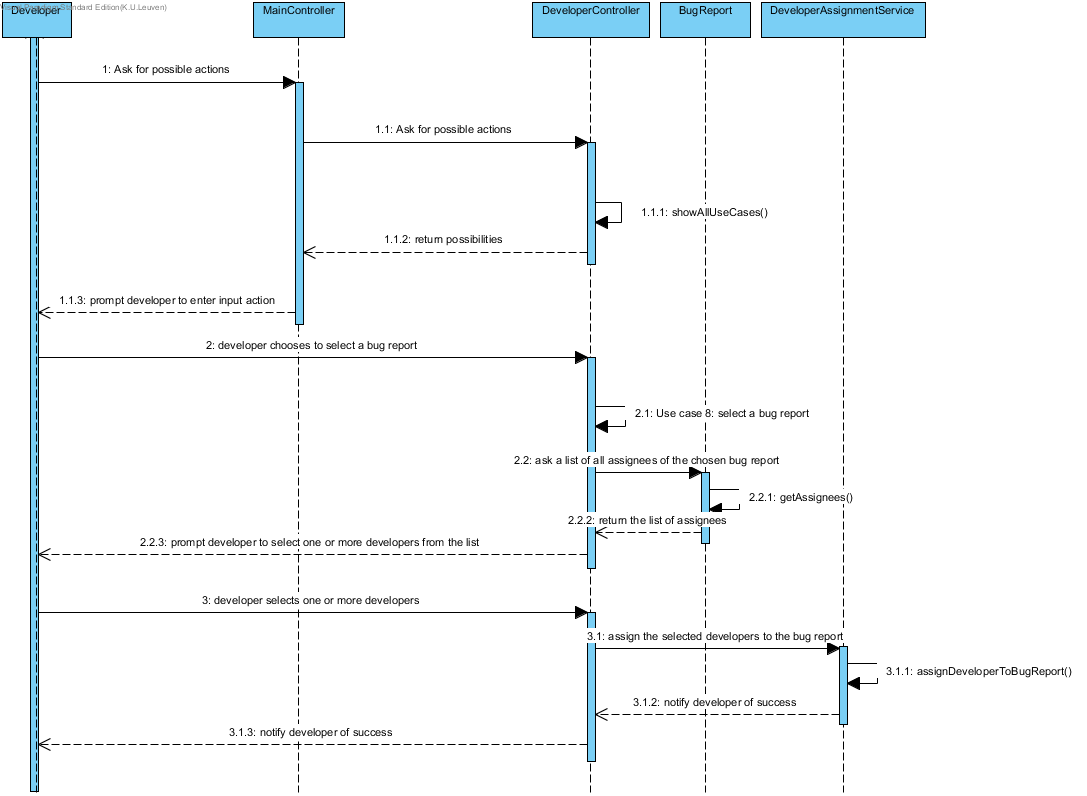 Standard Edition(K.U.Leuven)
Developer
MainController
DeveloperController
BugReport
DeveloperAssignmentService
1: Ask for possible actions
1.1: Ask for possible actions
1.1.1: showAllUseCases()
1.1.2: return possibilities
1.1.3: prompt developer to enter input action
2: developer chooses to select a bug report
2.1: Use case 8: select a bug report
2.2: ask a list of all assignees of the chosen bug report
2.2.1: getAssignees()
2.2.2: return the list of assignees
2.2.3: prompt developer to select one or more developers from the list
3: developer selects one or more developers
3.1: assign the selected developers to the bug report
3.1.1: assignDeveloperToBugReport()
3.1.2: notify developer of success
3.1.3: notify developer of success